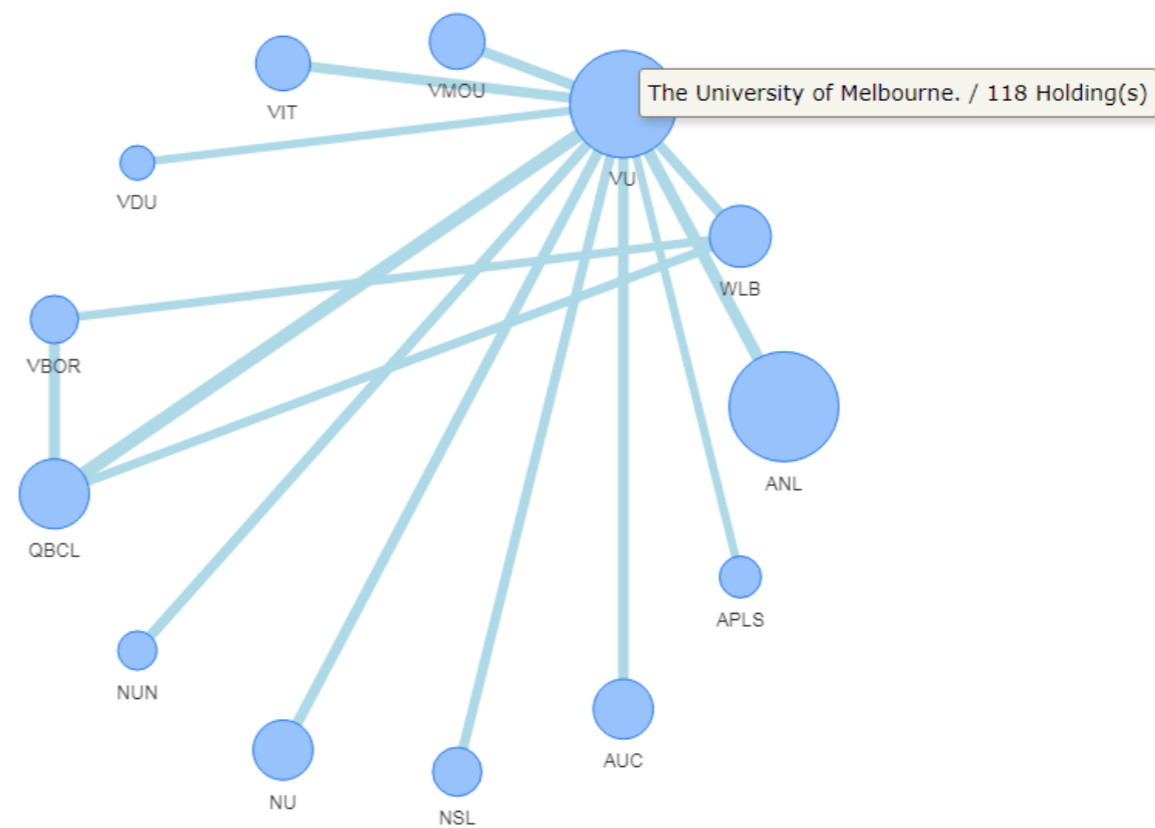 VMOU
The University of Melbourne. / 118 Holding(s)
VIT
VU
VDU
WLB
VBOR
ANL
QBCL
APLS
NUN
AUC
NU
NSL